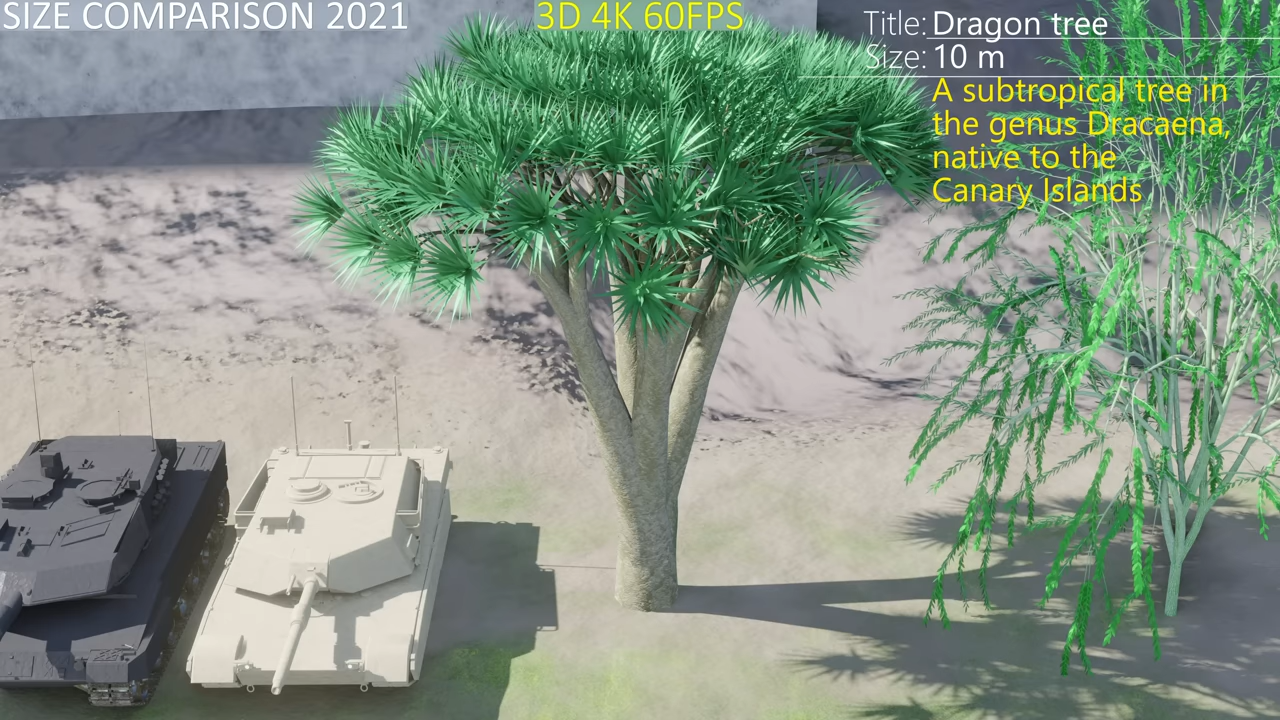 SIZE COMPARISON 2021
3D 4K 60FPS
Title: Dragon tree
Size: 10 m
A subtropical tree in
the genus Dracaena,
native to the
Canary Islands